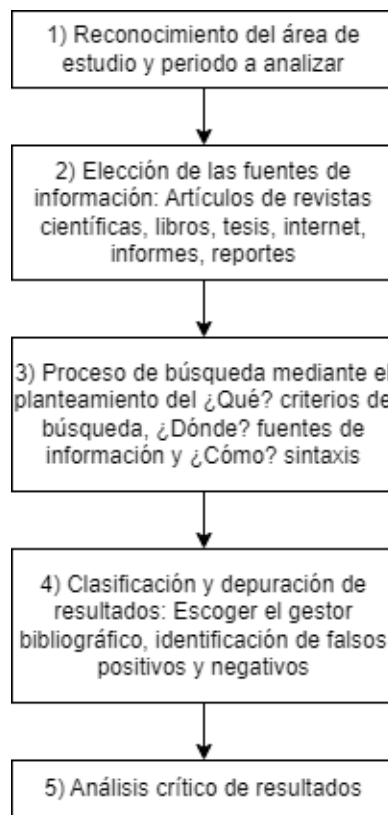 1) Reconocimiento del área de
estudio y periodo a analizar
2) Elección de las fuentes de
información: Artículos de revistas
científicas, libros, tesis, internet,
informes, reportes
3) Proceso de búsqueda mediante el
planteamiento del ¿Qué? criterios de
búsqueda, ¿Dónde? fuentes de
información y ¿Cómo? sintaxis
4) Clasificación y depuración de
resultados: Escoger el gestor
bibliográfico, identificación de falsos
positivos y negativos
5) Análisis crítico de resultados